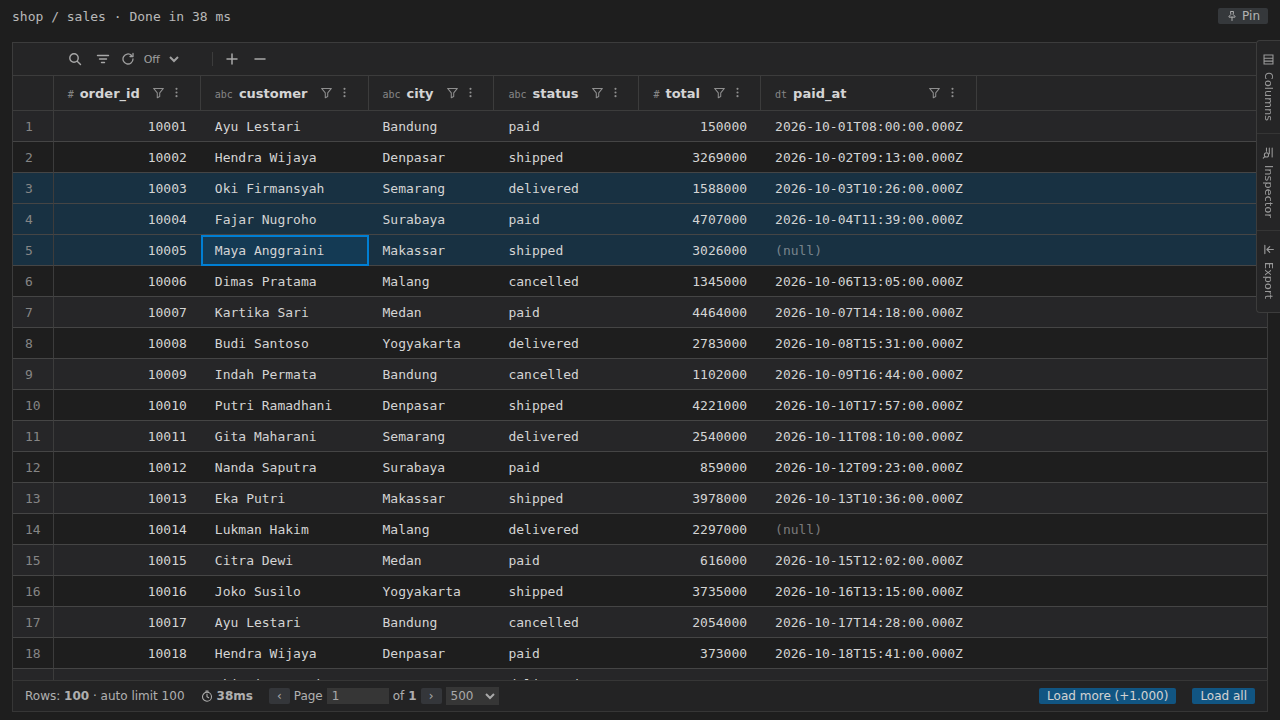 shop / sales · Done in 38 ms
Pin
Off
# order_id abc customer abc city abc status # total dt paid_at
1 10001 Ayu Lestari Bandung paid 150000 2026-10-01T08:00:00.000Z
2 10002 Hendra Wijaya Denpasar shipped 3269000 2026-10-02T09:13:00.000Z
3 10003 Oki Firmansyah Semarang delivered 1588000 2026-10-03T10:26:00.000Z
4 10004 Fajar Nugroho Surabaya paid 4707000 2026-10-04T11:39:00.000Z
5 10005 Maya Anggraini Makassar shipped 3026000 (null)
6 10006 Dimas Pratama Malang cancelled 1345000 2026-10-06T13:05:00.000Z
7 10007 Kartika Sari Medan paid 4464000 2026-10-07T14:18:00.000Z
8 10008 Budi Santoso Yogyakarta delivered 2783000 2026-10-08T15:31:00.000Z
9 10009 Indah Permata Bandung cancelled 1102000 2026-10-09T16:44:00.000Z
10 10010 Putri Ramadhani Denpasar shipped 4221000 2026-10-10T17:57:00.000Z
11 10011 Gita Maharani Semarang delivered 2540000 2026-10-11T08:10:00.000Z
12 10012 Nanda Saputra Surabaya paid 859000 2026-10-12T09:23:00.000Z
13 10013 Eka Putri Makassar shipped 3978000 2026-10-13T10:36:00.000Z
14 10014 Lukman Hakim Malang delivered 2297000 (null)
15 10015 Citra Dewi Medan paid 616000 2026-10-15T12:02:00.000Z
16 10016 Joko Susilo Yogyakarta shipped 3735000 2026-10-16T13:15:00.000Z
17 10017 Ayu Lestari Bandung cancelled 2054000 2026-10-17T14:28:00.000Z
18 10018 Hendra Wijaya Denpasar paid 373000 2026-10-18T15:41:00.000Z
Columns
Inspector
Export
Rows: 100 · auto limit 100 38ms ‹ Page 1 of 1 › 500 Load more (+1.000) Load all